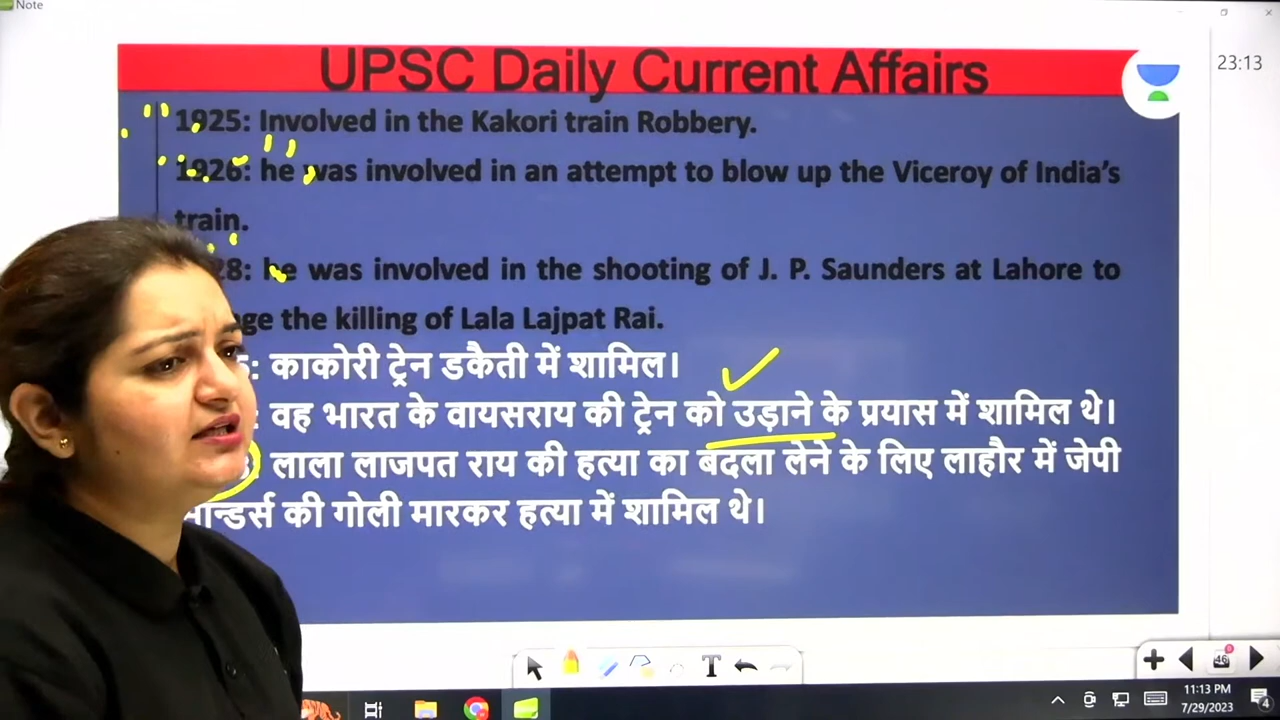 Note
UPSC Daily Current Affairs
23:13
1925: Involved in the Kakori train Robbery.
1926: he was involved in an attempt to blow up the Viceroy of India's
train.
28: he was involved in the shooting of J. P. Saunders at Lahore to
the killing of Lala Lajpat Rai.
: काकोरी ट्रेन डकैती में शामिल।
: वह भारत के वायसराय की ट्रेन को उड़ाने के प्रयास में शामिल थे।
लाला लाजपत राय की हत्या का बदला लेने के लिए लाहौर में जेपी
की गोली मारकर हत्या में शामिल थे।
T
46
11:13 PM
7/29/2023
4